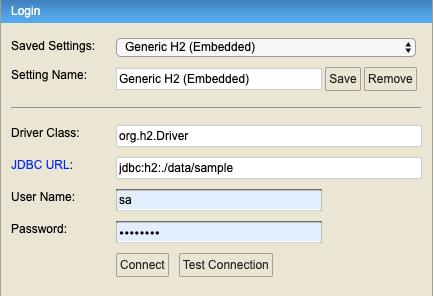 Login
Saved Settings: Generic H2 (Embedded)
Setting Name: Generic H2 (Embedded) Save Remove
Driver Class: org.h2.Driver
JDBC URL: jdbc:h2:./data/sample
User Name: sa
Password: ••••••••
Connect Test Connection